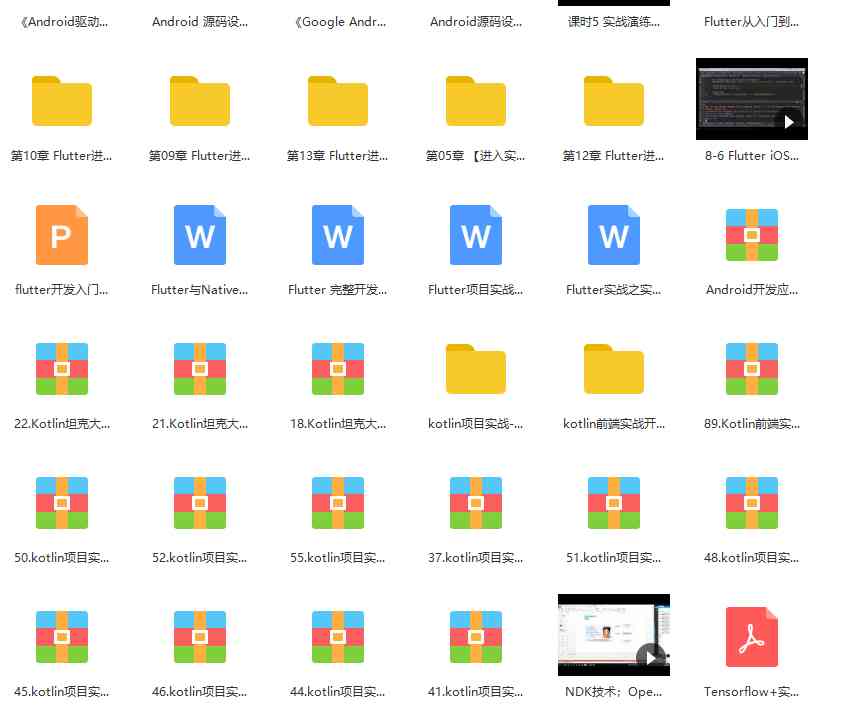 《Android驱动...
Android 源码设...
《Google Andr...
Android源码设...
课时5 实战演练...
Flutter从入门到...
第10章 Flutter进...
第09章 Flutter进...
第13章 Flutter进...
第05章 【进入实...
第12章 Flutter进...
8-6 Flutter iOS...
P
W
W
W
W
flutter开发入门...
Flutter与Native...
Flutter 完整开发...
Flutter项目实战...
Flutter实战之实...
Android开发应...
22.Kotlin坦克大...
21.Kotlin坦克大...
18.Kotlin坦克大...
kotlin项目实战-...
kotlin前端实战开...
89.Kotlin前端实...
50.kotlin项目实...
52.kotlin项目实...
55.kotlin项目实...
37.kotlin项目实...
51.kotlin项目实...
48.kotlin项目实...
45.kotlin项目实...
46.kotlin项目实...
44.kotlin项目实...
41.kotlin项目实...
NDK技术；Ope...
Tensorflow+实...